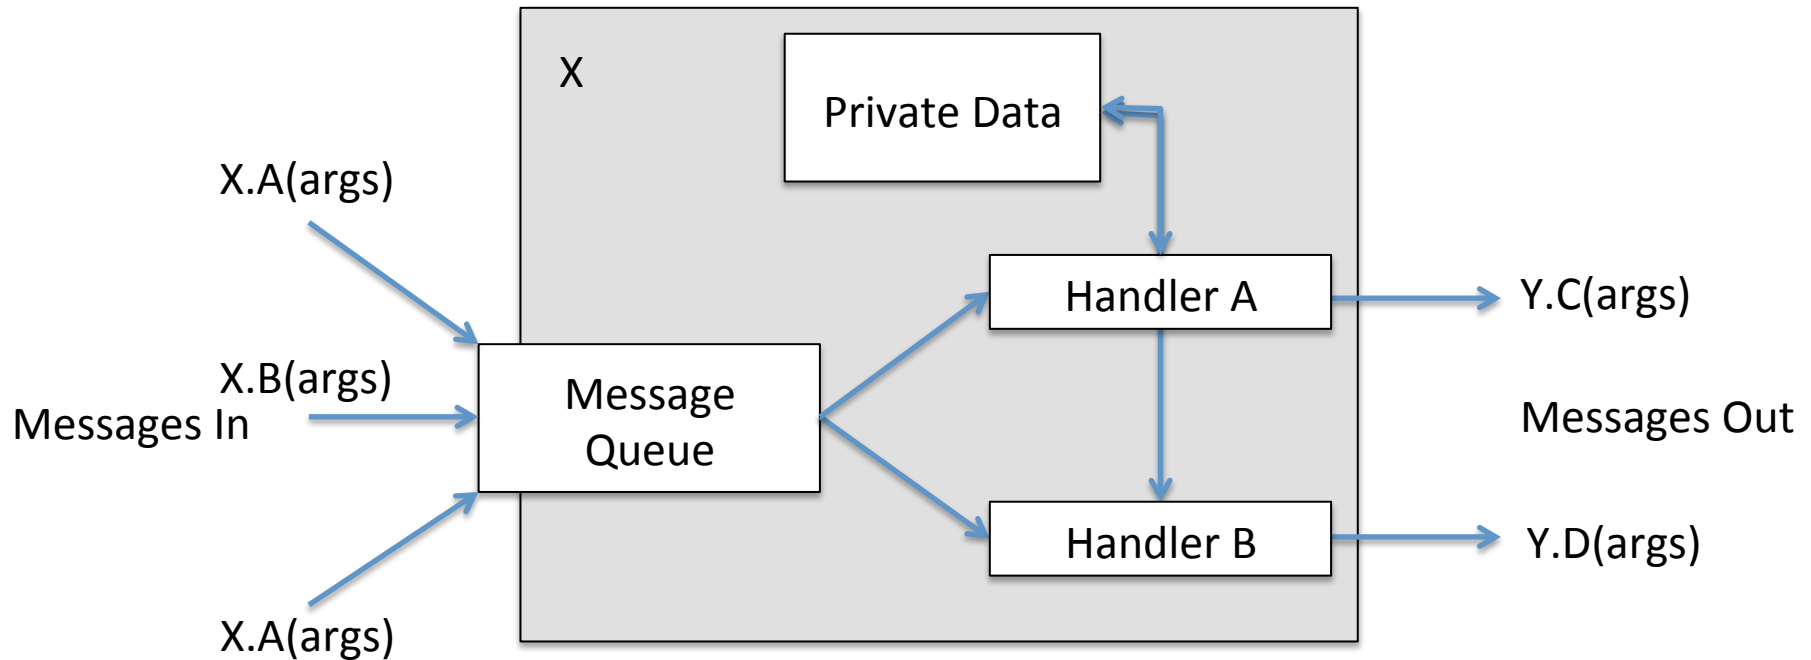 X
Private Data
X.A(args)
Handler A
Y.C(args)
X.B(args)
Messages In
Message
Queue
Messages Out
Handler B
Y.D(args)
X.A(args)